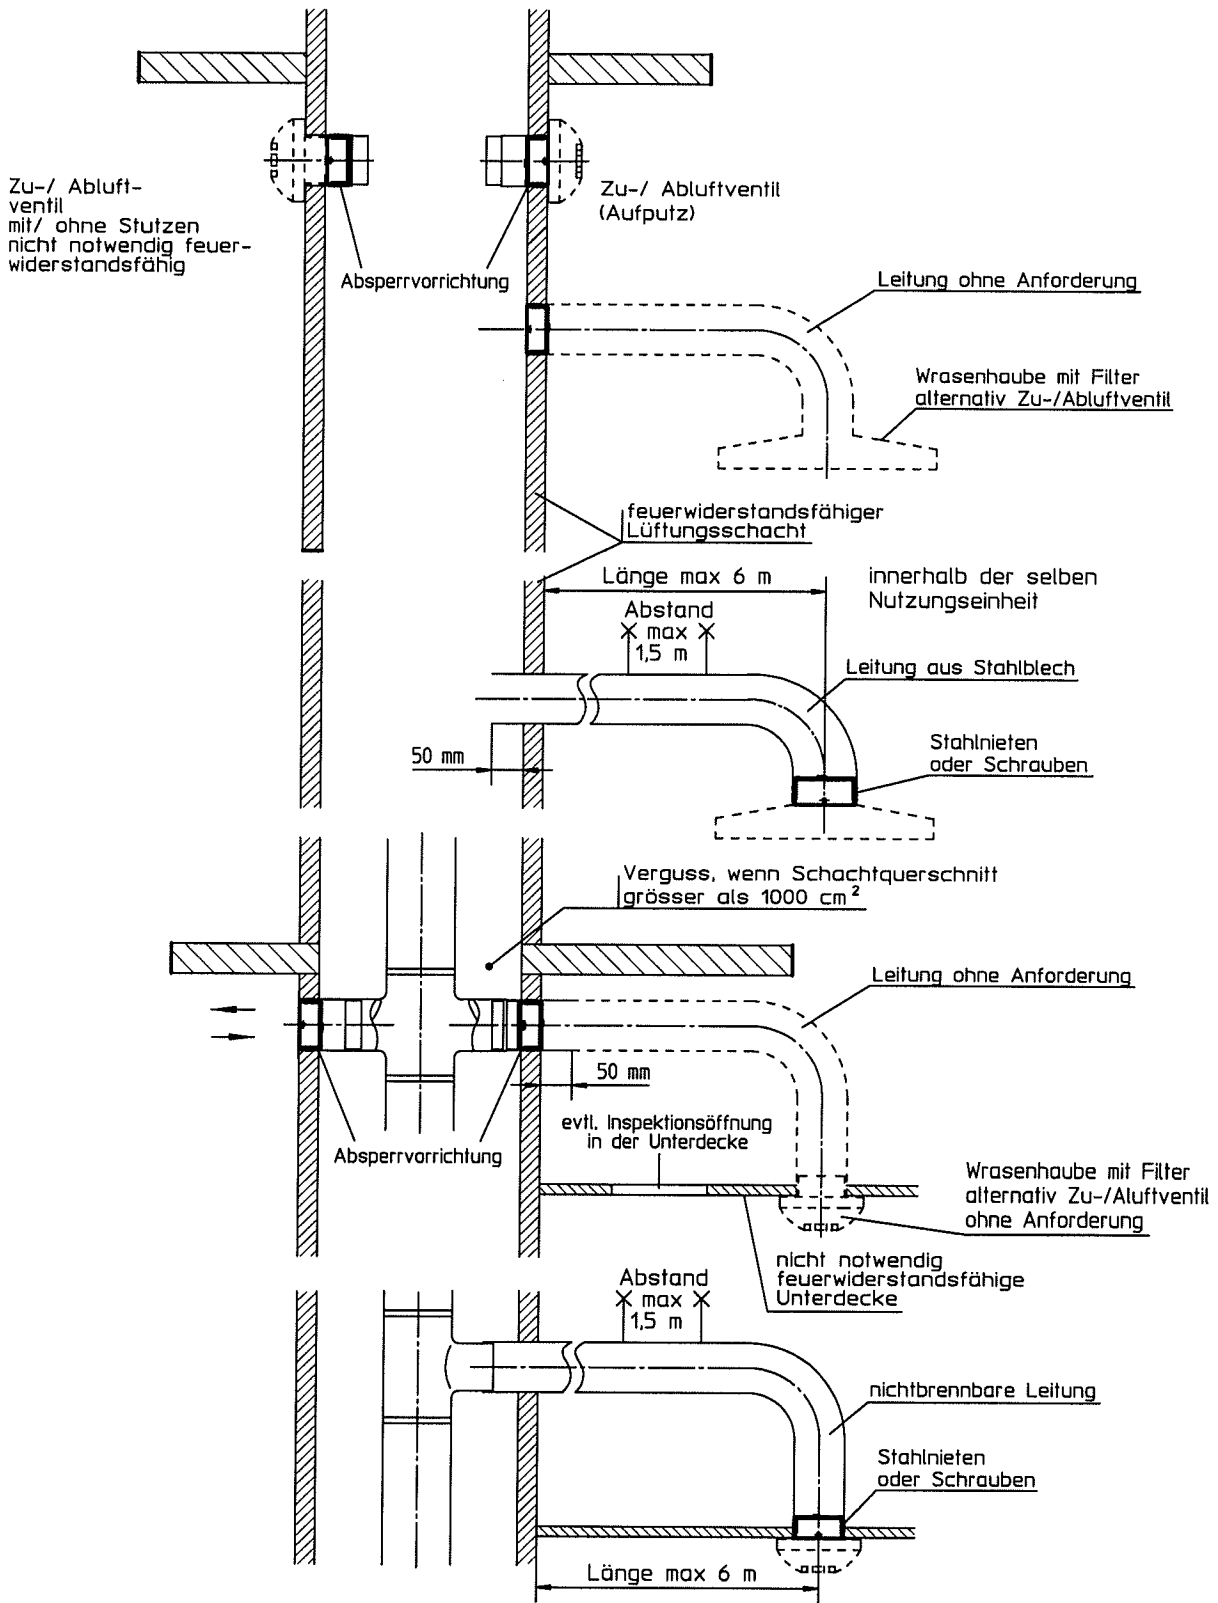 Zu-/ Abluft-
ventil
mit/ ohne Stutzen
nicht notwendig feuer-
widerstandsfähig
Zu-/ Abluftventil
(Aufputz)
Absperrvorrichtung
Leitung ohne Anforderung
Wrasenhaube mit Filter
alternativ Zu-/Abluftventil
feuerwiderstandsfähiger
Lüftungsschacht
Länge max 6 m
innerhalb der selben
Nutzungseinheit
Abstand
max
1,5 m
Leitung aus Stahlblech
50 mm
Stahlnieten
oder Schrauben
Verguss, wenn Schachtquerschnitt
grösser als 1000 cm²
Leitung ohne Anforderung
50 mm
evtl. Inspektionsöffnung
in der Unterdecke
Absperrvorrichtung
Wrasenhaube mit Filter
alternativ Zu-/Aluftventil
ohne Anforderung
nicht notwendig
feuerwiderstandsfähige
Unterdecke
Abstand
max
1,5 m
nichtbrennbare Leitung
Stahlnieten
oder Schrauben
Länge max 6 m